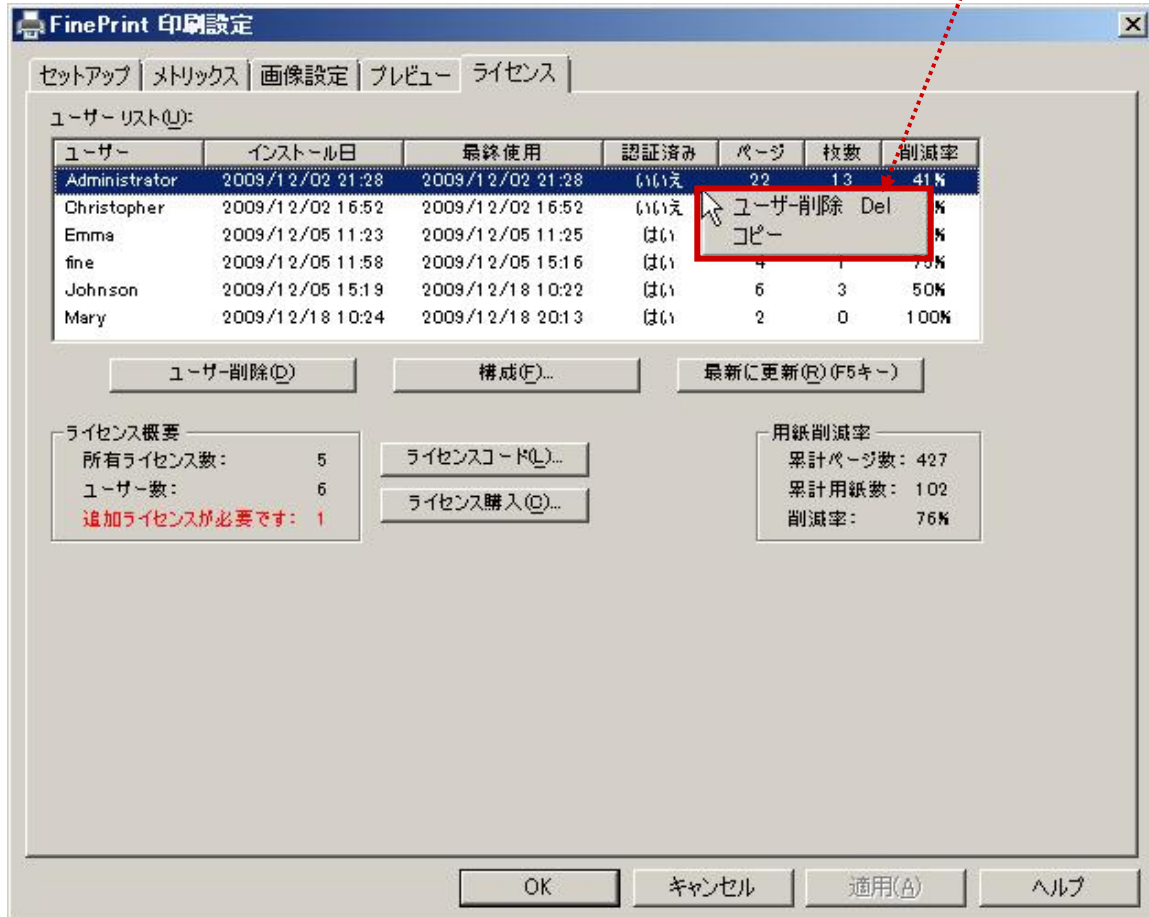 FinePrint 印刷設定
セットアップ メトリックス 画像設定 プレビュー ライセンス
ユーザー リスト(U):
ユーザー インストール日 最終使用 認証済み ページ 枚数 削減率
Administrator 2009/12/02 21:28 2009/12/02 21:28 いいえ 22 13 41%
Christopher 2009/12/02 16:52 2009/12/02 16:52 いいえ %
ユーザー削除 Del
Emma 2009/12/05 11:23 2009/12/05 11:25 はい %
コピー
fine 2009/12/05 11:58 2009/12/05 15:16 はい 4 1 75%
Johnson 2009/12/05 15:19 2009/12/18 10:22 はい 6 3 50%
Mary 2009/12/18 10:24 2009/12/18 20:13 はい 2 0 100%
ユーザー削除(D) 構成(F)... 最新に更新(R)(F5キー)
ライセンス概要
所有ライセンス数: 5
ユーザー数: 6
追加ライセンスが必要です: 1
ライセンスコード(L)...
ライセンス購入(O)...
用紙削減率
累計ページ数: 427
累計用紙数: 102
削減率: 76%
OK キャンセル 適用(A) ヘルプ